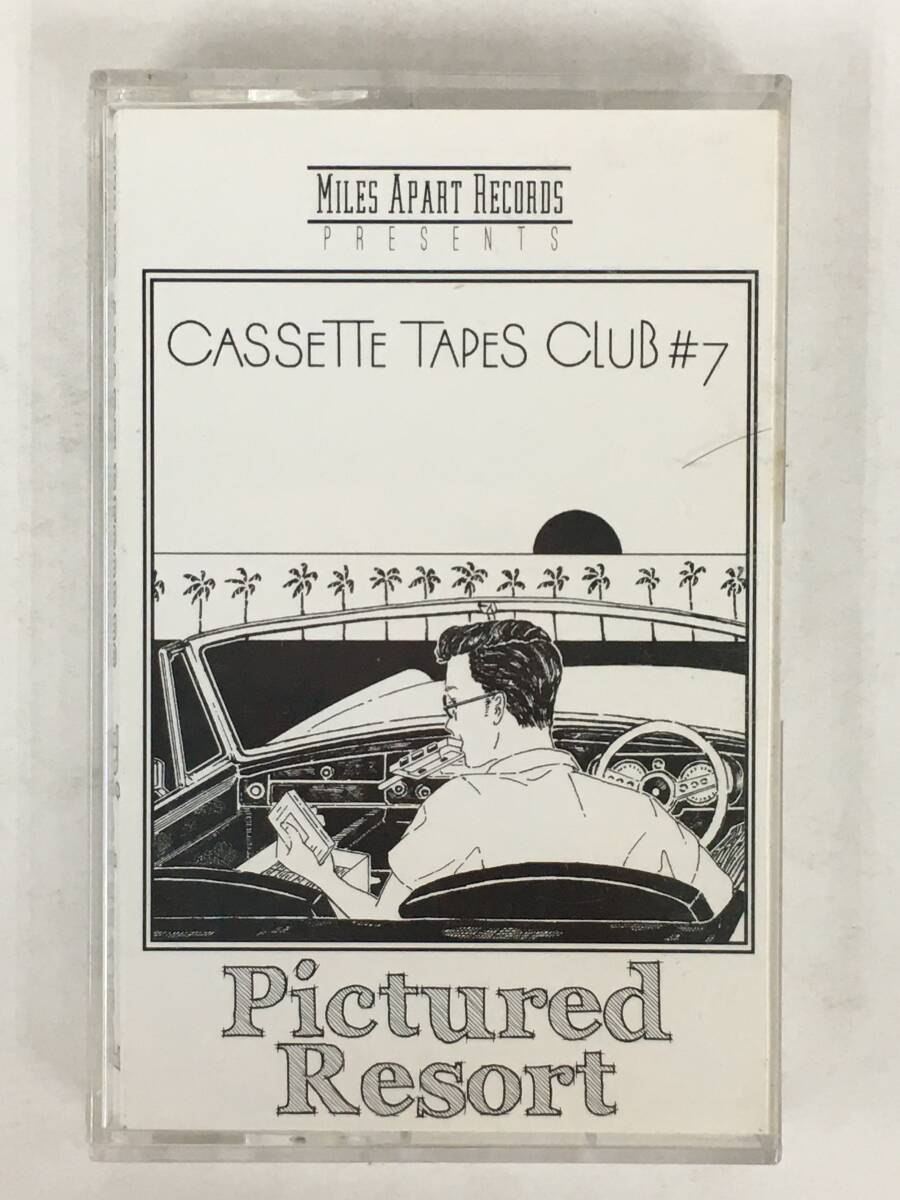 MILES APART RECORDS
PRESENTS
CASSETTE TAPES CLUB #7
Pictured
Resort